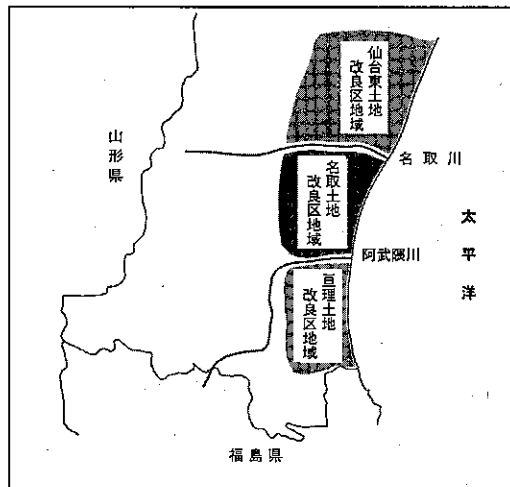 仙台東土地
改良区地域
山形県
名取川
名取土地
改良区地域
太平洋
阿武隈川
亘理土地
改良区地域
福島県